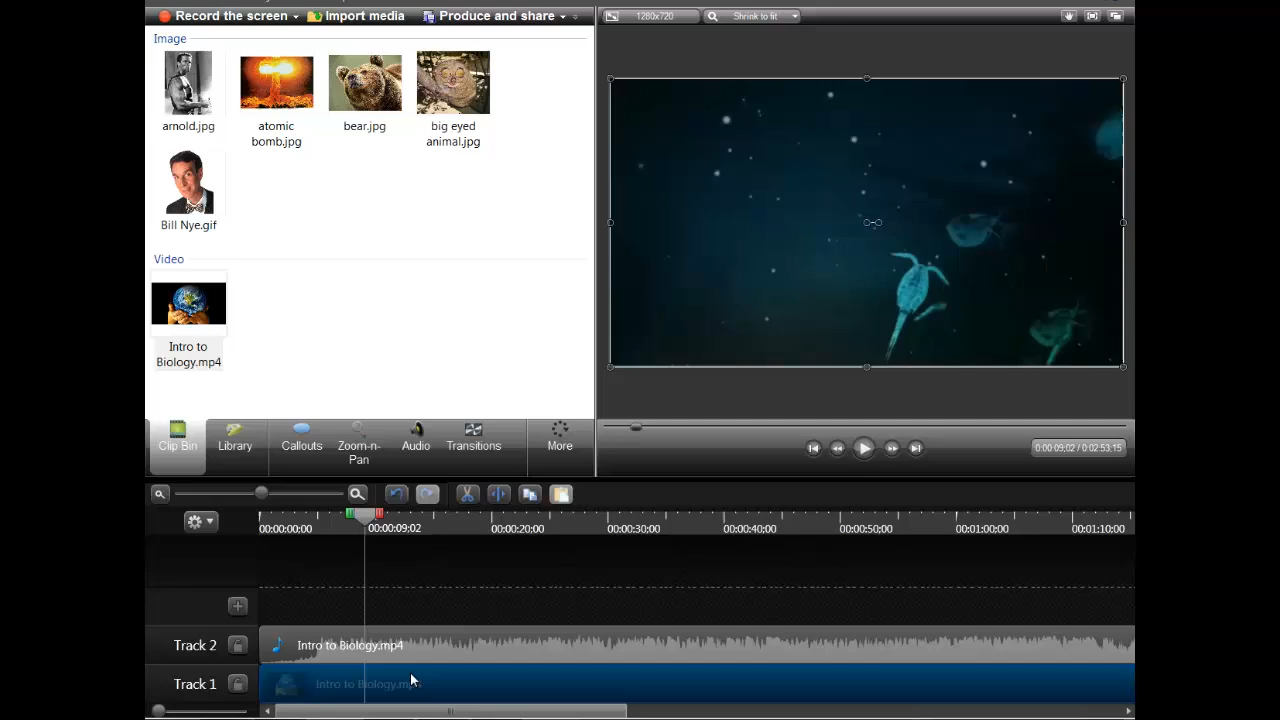 Record the screen
Import media
Produce and share
1280x720
Shrink to fit
Image
arnold.jpg
atomic
bomb.jpg
bear.jpg
big eyed
animal.jpg
Bill Nye.gif
Video
Intro to
Biology.mp4
Clip Bin
Library
Callouts
Zoom-n-
Pan
Audio
Transitions
More
0:00:09;02 / 0:02:53;15
00:00:00;00
00:00:09;02
00:00:20;00
00:00:30;00
00:00:40;00
00:00:50;00
00:01:00;00
00:01:10;00
Track 2
Intro to Biology.mp4
Track 1
Intro to Biology.mp4